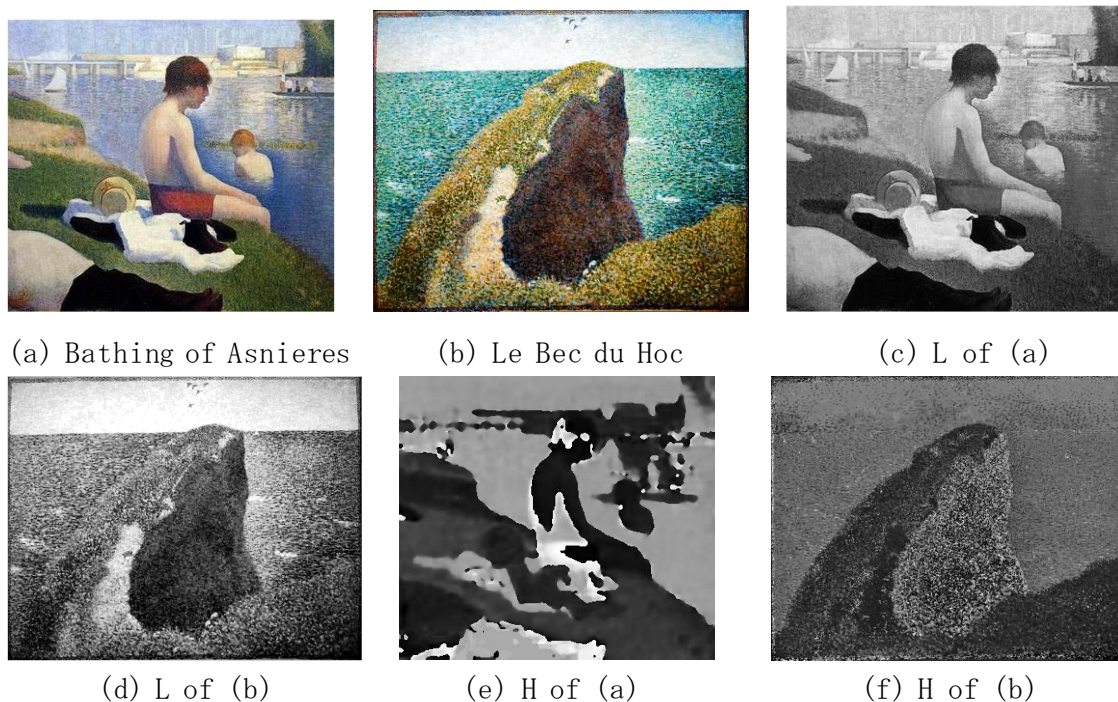 (a) Bathing of Asnieres
(b) Le Bec du Hoc
(c) L of (a)
(d) L of (b)
(e) H of (a)
(f) H of (b)